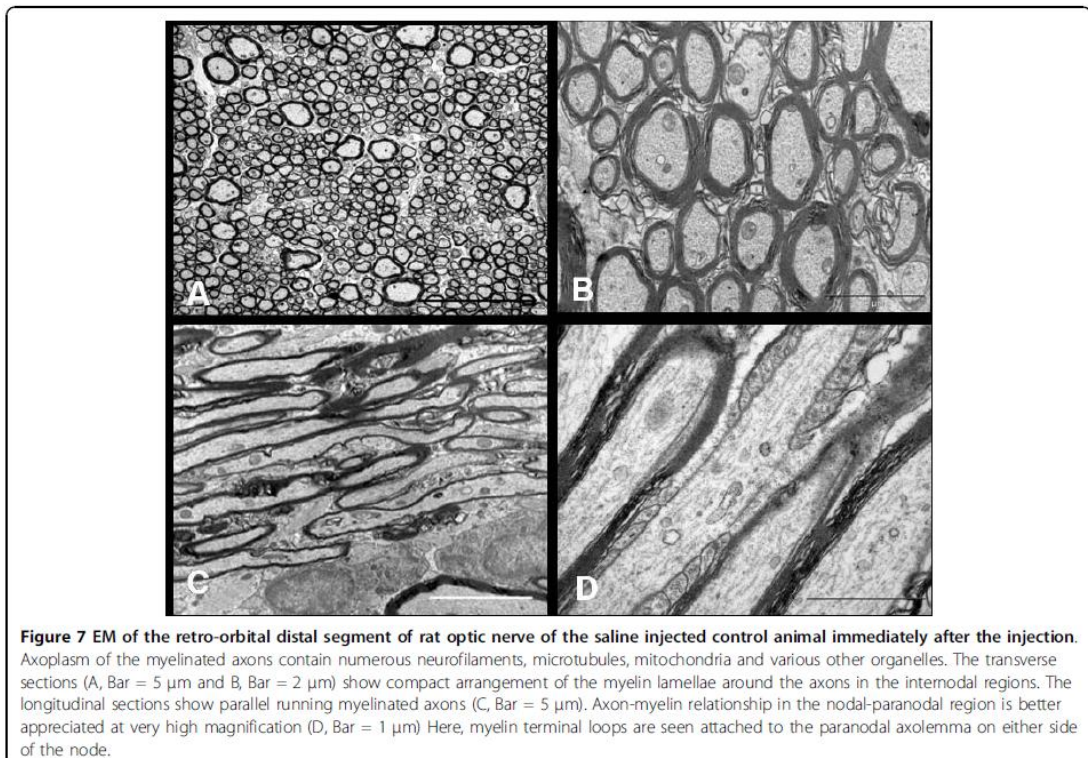 A
B
µm
C
D
Figure 7 EM of the retro-orbital distal segment of rat optic nerve of the saline injected control animal immediately after the injection.
Axoplasm of the myelinated axons contain numerous neurofilaments, microtubules, mitochondria and various other organelles. The transverse
sections (A, Bar = 5 µm and B, Bar = 2 µm) show compact arrangement of the myelin lamellae around the axons in the internodal regions. The
longitudinal sections show parallel running myelinated axons (C, Bar = 5 µm). Axon-myelin relationship in the nodal-paranodal region is better
appreciated at very high magnification (D, Bar = 1 µm) Here, myelin terminal loops are seen attached to the paranodal axolemma on either side
of the node.